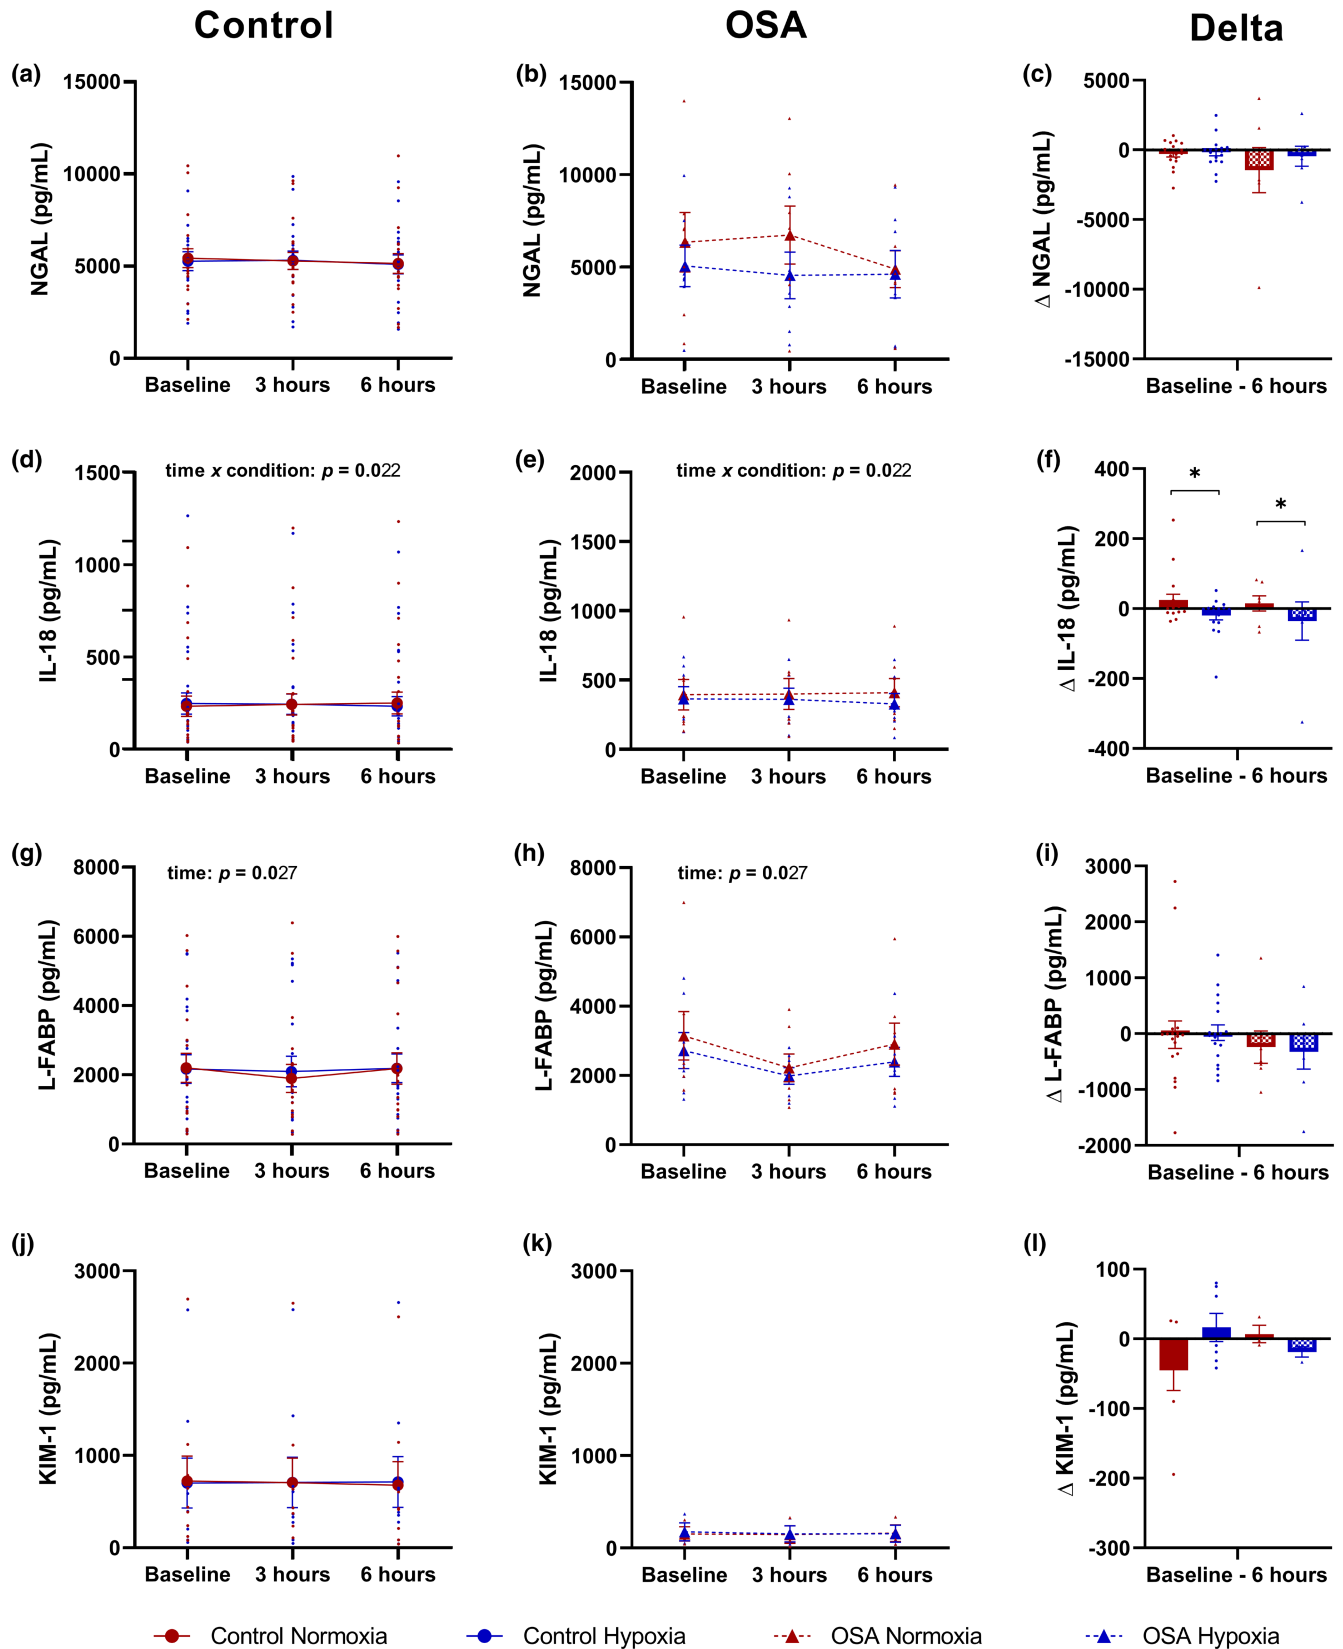 Control
OSA
Delta
(a)
NGAL (pg/mL)
15000
10000
5000
0
Baseline 3 hours 6 hours
(b)
NGAL (pg/mL)
15000
10000
5000
0
Baseline 3 hours 6 hours
(c)
Δ NGAL (pg/mL)
5000
0
-5000
-10000
-15000
Baseline - 6 hours
(d)
time x condition: p = 0.022
IL-18 (pg/mL)
1500
1000
500
0
Baseline 3 hours 6 hours
(e)
time x condition: p = 0.022
IL-18 (pg/mL)
2000
1500
1000
500
0
Baseline 3 hours 6 hours
(f)
Δ IL-18 (pg/mL)
400
200
0
-200
-400
* *
Baseline - 6 hours
(g)
time: p = 0.027
L-FABP (pg/mL)
8000
6000
4000
2000
0
Baseline 3 hours 6 hours
(h)
time: p = 0.027
L-FABP (pg/mL)
8000
6000
4000
2000
0
Baseline 3 hours 6 hours
(i)
Δ L-FABP (pg/mL)
3000
2000
1000
0
-1000
-2000
Baseline - 6 hours
(j)
KIM-1 (pg/mL)
3000
2000
1000
0
Baseline 3 hours 6 hours
(k)
KIM-1 (pg/mL)
3000
2000
1000
0
Baseline 3 hours 6 hours
(l)
Δ KIM-1 (pg/mL)
100
0
-100
-200
-300
Baseline - 6 hours
Control Normoxia Control Hypoxia OSA Normoxia OSA Hypoxia